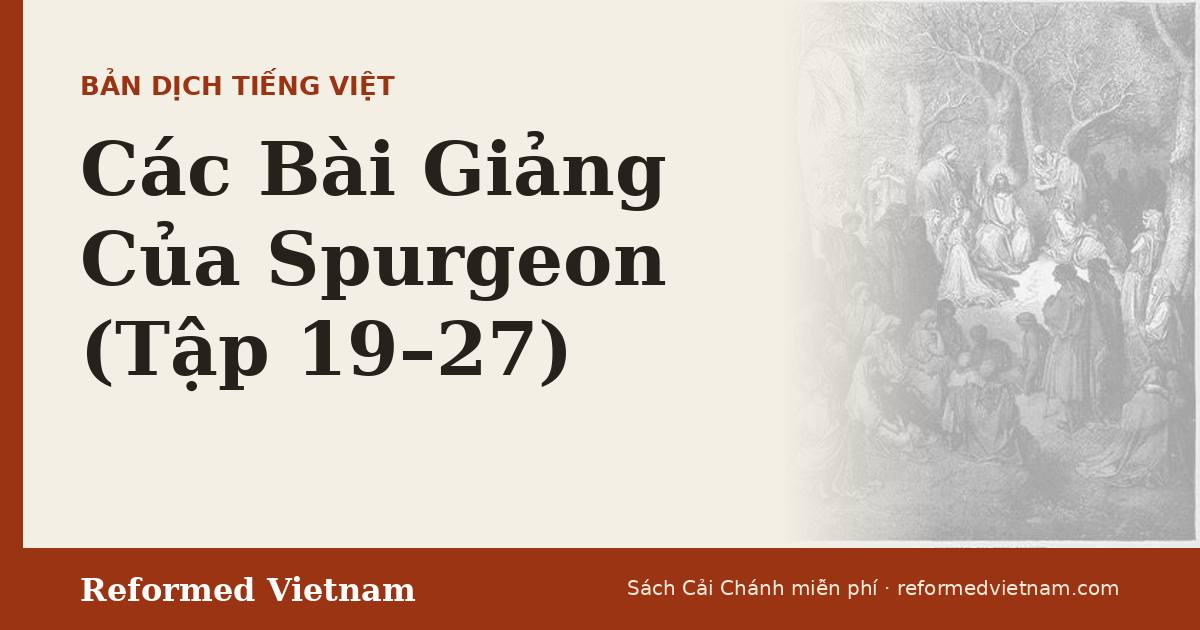 BẢN DỊCH TIẾNG VIỆT
Các Bài Giảng
Của Spurgeon
(Tập 19–27)
Reformed Vietnam
Sách Cải Chánh miễn phí · reformedvietnam.com